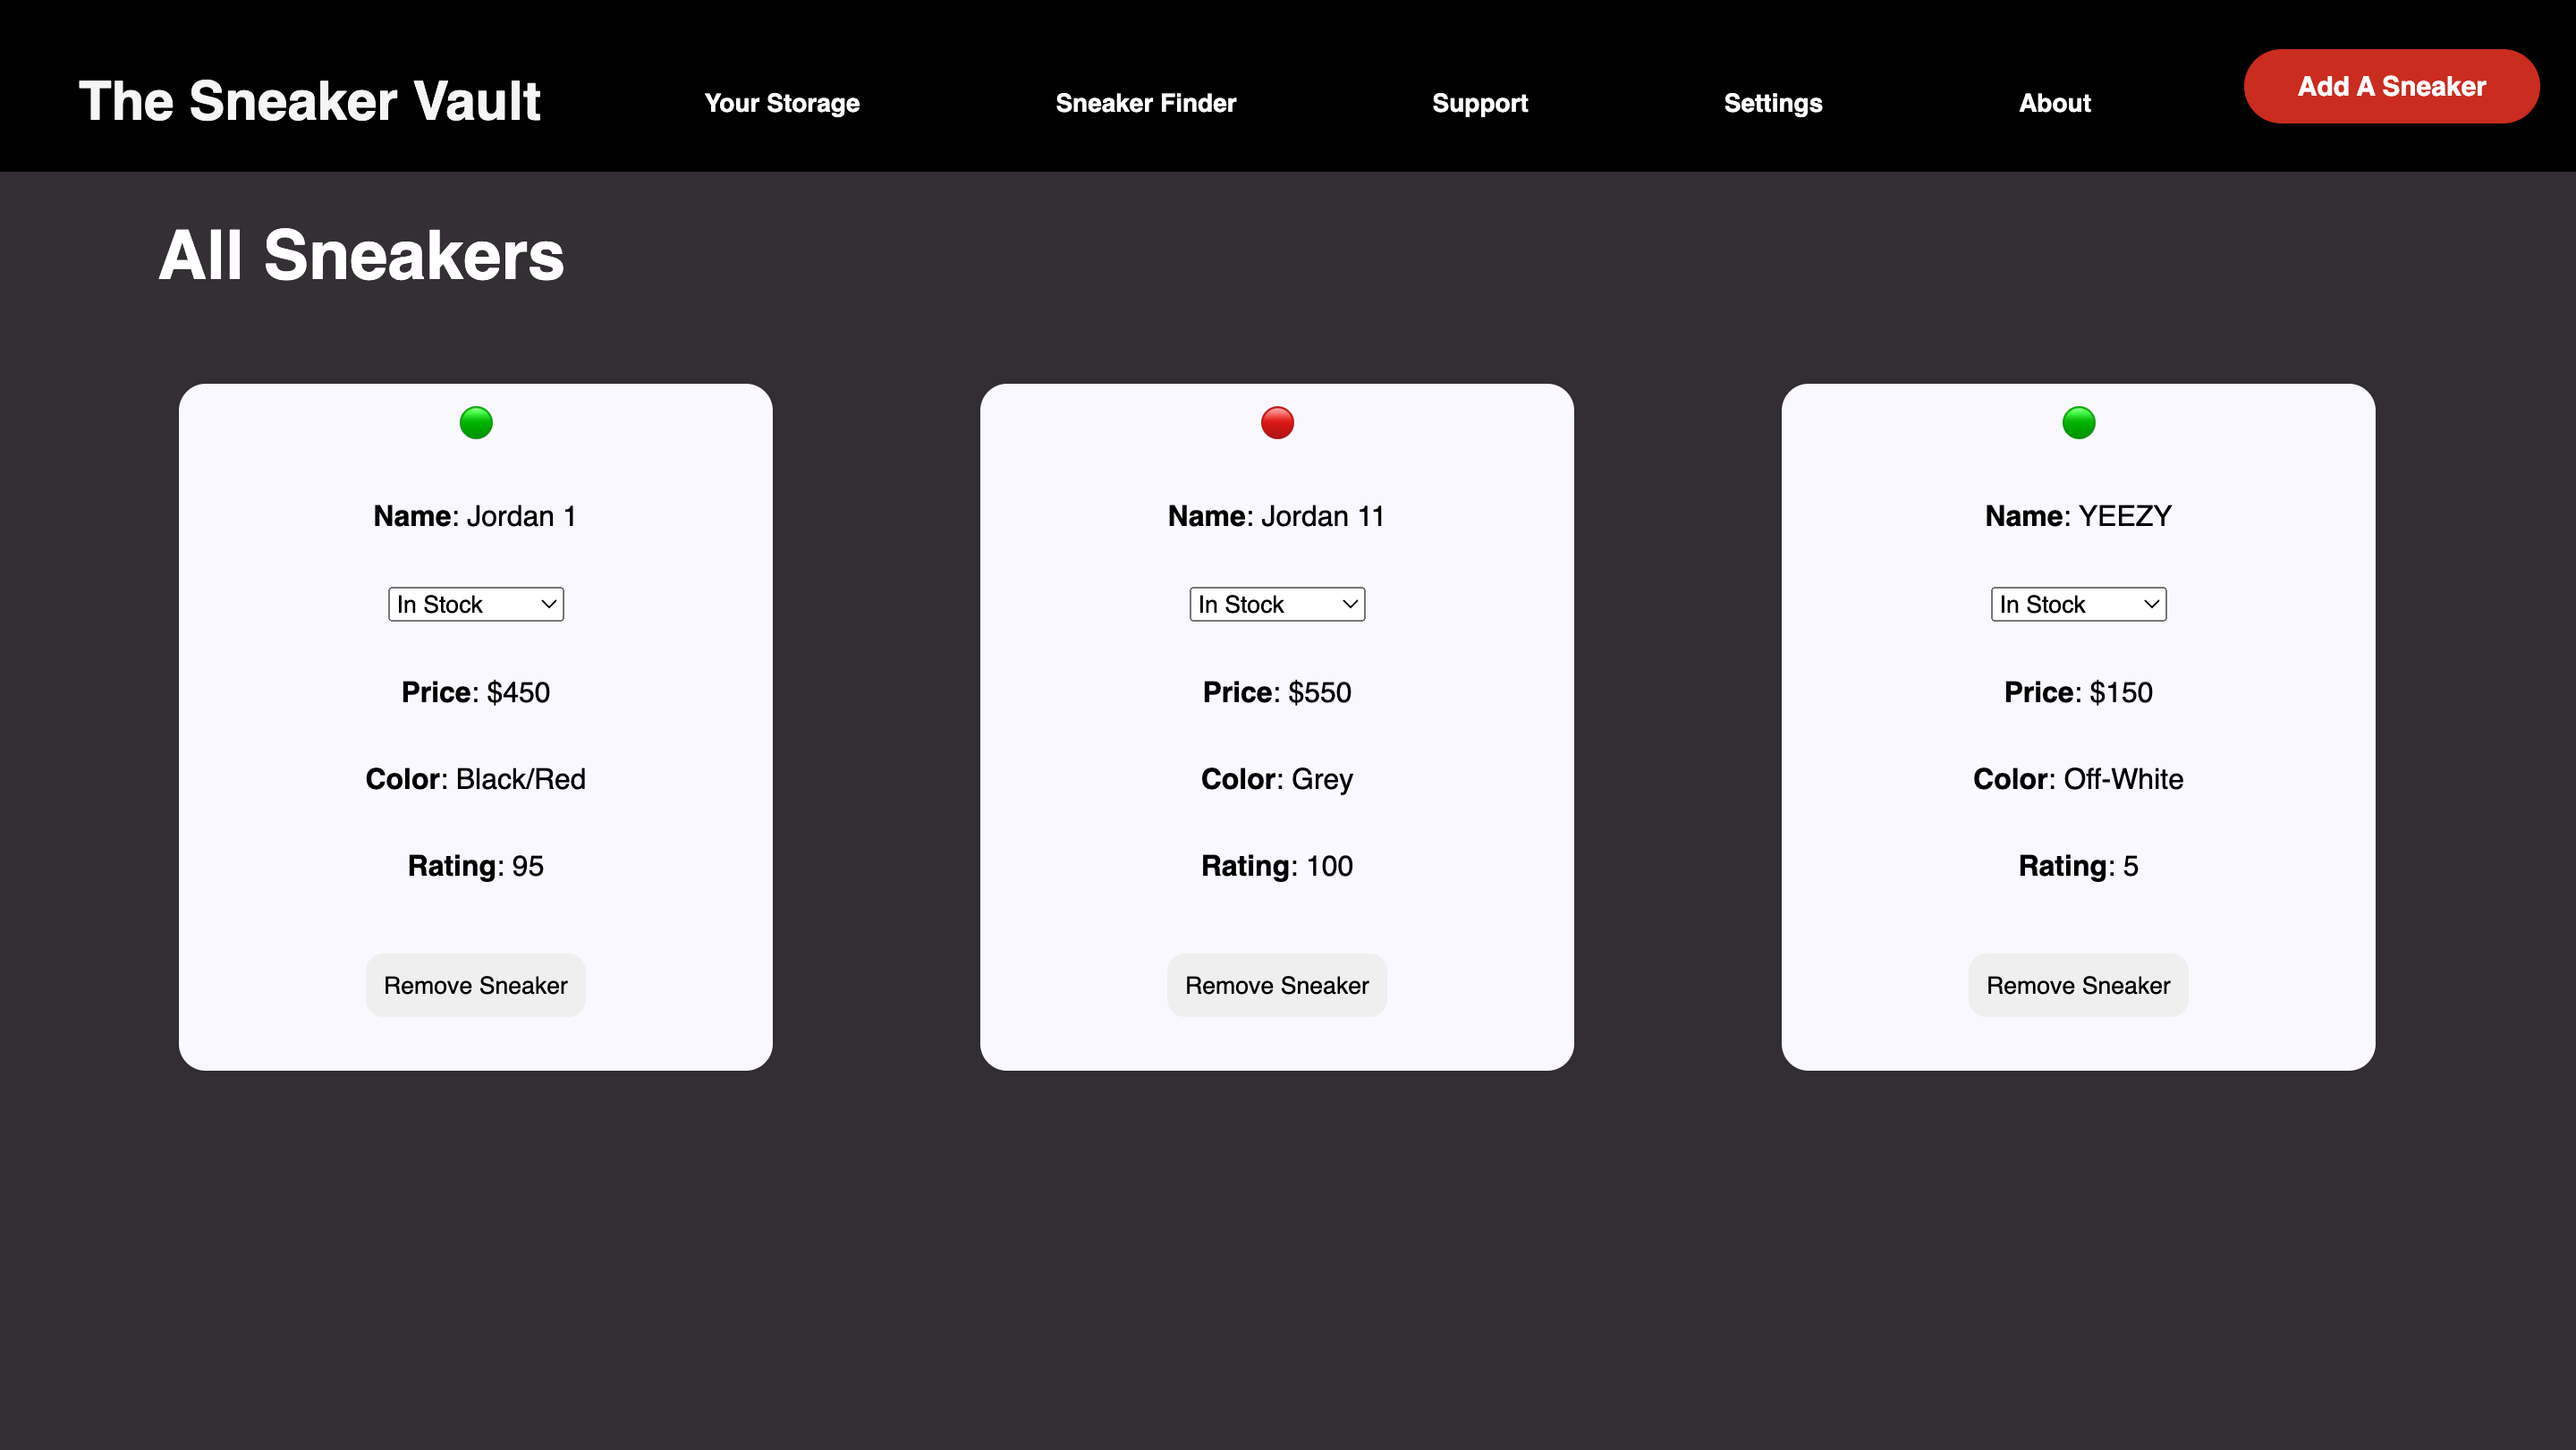 The Sneaker Vault
Your Storage
Sneaker Finder
Support
Settings
About
Add A Sneaker
All Sneakers
Name: Jordan 1
In Stock
Price: $450
Color: Black/Red
Rating: 95
Remove Sneaker
Name: Jordan 11
In Stock
Price: $550
Color: Grey
Rating: 100
Remove Sneaker
Name: YEEZY
In Stock
Price: $150
Color: Off-White
Rating: 5
Remove Sneaker